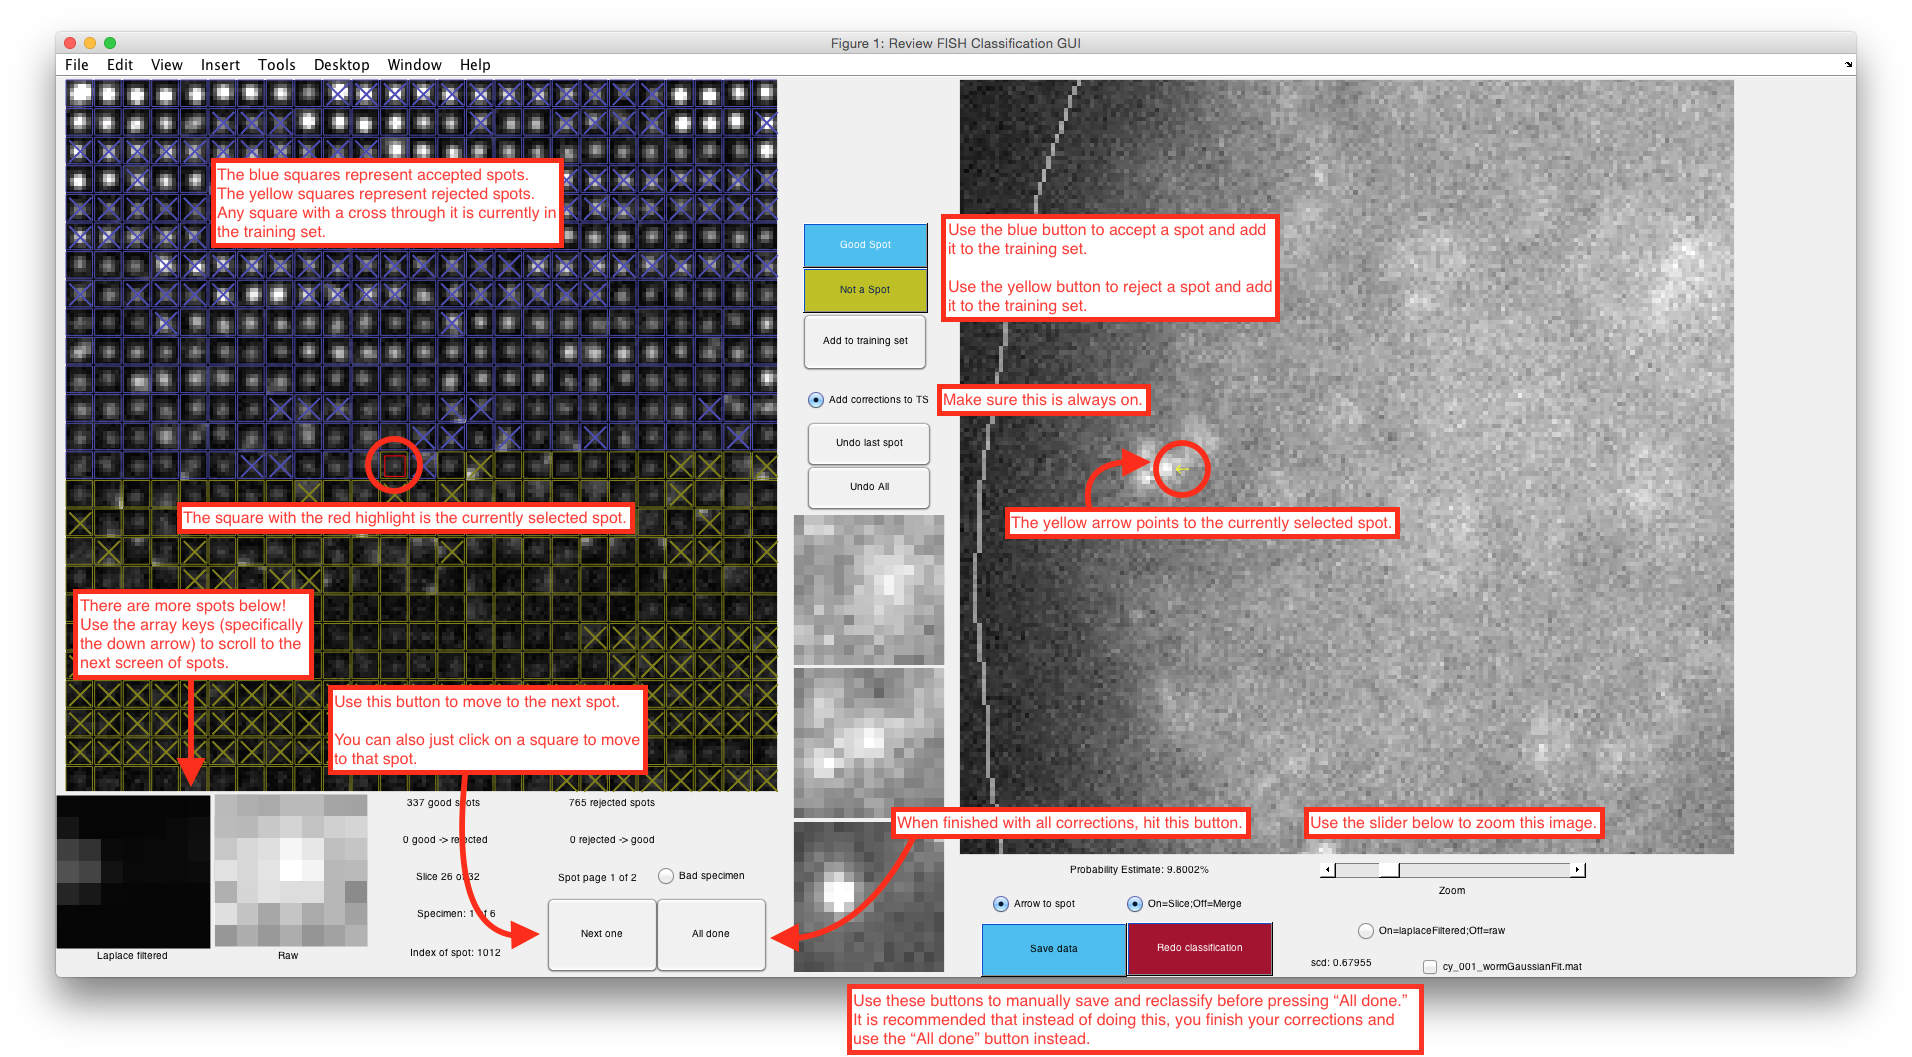 Figure 1: Review FISH Classification GUI
File Edit View Insert Tools Desktop Window Help
The blue squares represent accepted spots.
The yellow squares represent rejected spots.
Any square with a cross through it is currently in
the training set.
Good Spot
Not a Spot
Add to training set
Use the blue button to accept a spot and add
it to the training set.
Use the yellow button to reject a spot and add
it to the training set.
Add corrections to TS
Make sure this is always on.
Undo last spot
Undo All
The square with the red highlight is the currently selected spot.
The yellow arrow points to the currently selected spot.
There are more spots below!
Use the array keys (specifically
the down arrow) to scroll to the
next screen of spots.
Use this button to move to the next spot.
You can also just click on a square to move
to that spot.
When finished with all corrections, hit this button.
Use the slider below to zoom this image.
337 good spots
765 rejected spots
0 good -> rejected
0 rejected -> good
Slice 26 of 32
Spot page 1 of 2
Bad specimen
Specimen: 1 of 6
Index of spot: 1012
Next one
All done
Laplace filtered
Raw
Probability Estimate: 9.8002%
Zoom
Arrow to spot
On=Slice;Off=Merge
On=laplaceFiltered;Off=raw
Save data
Redo classification
scd: 0.67955
cy_001_wormGaussianFit.mat
Use these buttons to manually save and reclassify before pressing “All done.”
It is recommended that instead of doing this, you finish your corrections and
use the “All done” button instead.